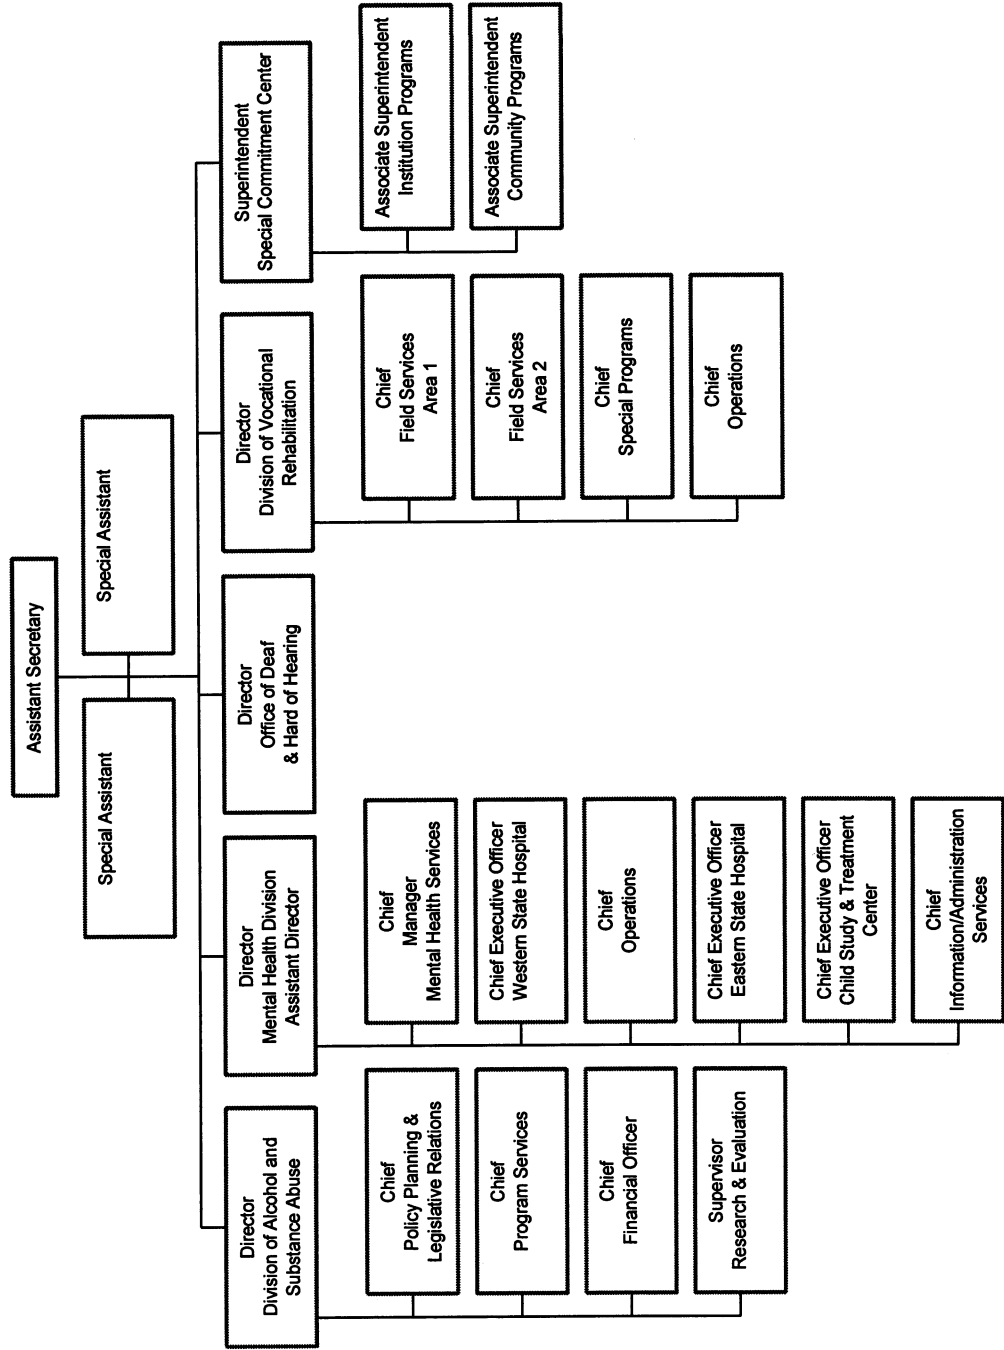 Assistant Secretary
Special Assistant
Special Assistant
Director
Division of Alcohol and
Substance Abuse
Chief
Policy Planning &
Legislative Relations
Chief
Program Services
Chief
Financial Officer
Supervisor
Research & Evaluation
Director
Mental Health Division
Assistant Director
Chief
Manager
Mental Health Services
Chief Executive Officer
Western State Hospital
Chief
Operations
Chief Executive Officer
Eastern State Hospital
Chief Executive Officer
Child Study & Treatment
Center
Chief
Information/Administration
Services
Director
Office of Deaf
& Hard of Hearing
Director
Division of Vocational
Rehabilitation
Chief
Field Services
Area 1
Chief
Field Services
Area 2
Chief
Special Programs
Chief
Operations
Superintendent
Special Commitment Center
Associate Superintendent
Institution Programs
Associate Superintendent
Community Programs